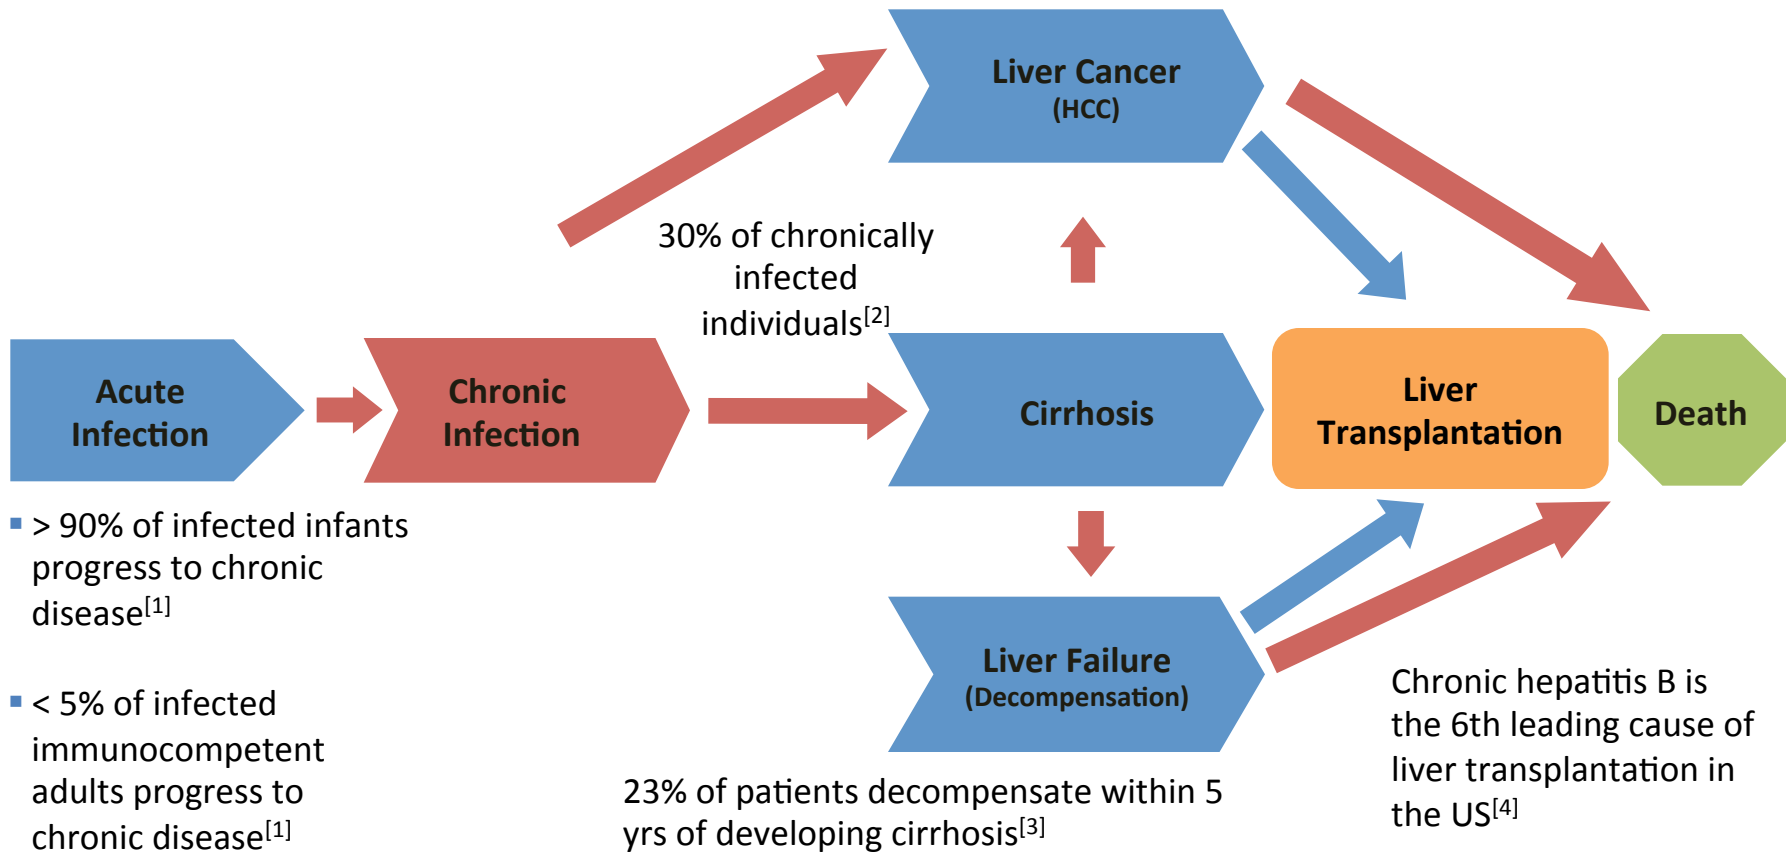 Liver Cancer
(HCC)
30% of chronically
infected
individuals[2]
Acute
Infection
Chronic
Infection
Cirrhosis
Liver
Transplantation
Death
▪ > 90% of infected infants
progress to chronic
disease[1]
▪ < 5% of infected
immunocompetent
adults progress to
chronic disease[1]
Liver Failure
(Decompensation)
23% of patients decompensate within 5
yrs of developing cirrhosis[3]
Chronic hepatitis B is
the 6th leading cause of
liver transplantation in
the US[4]